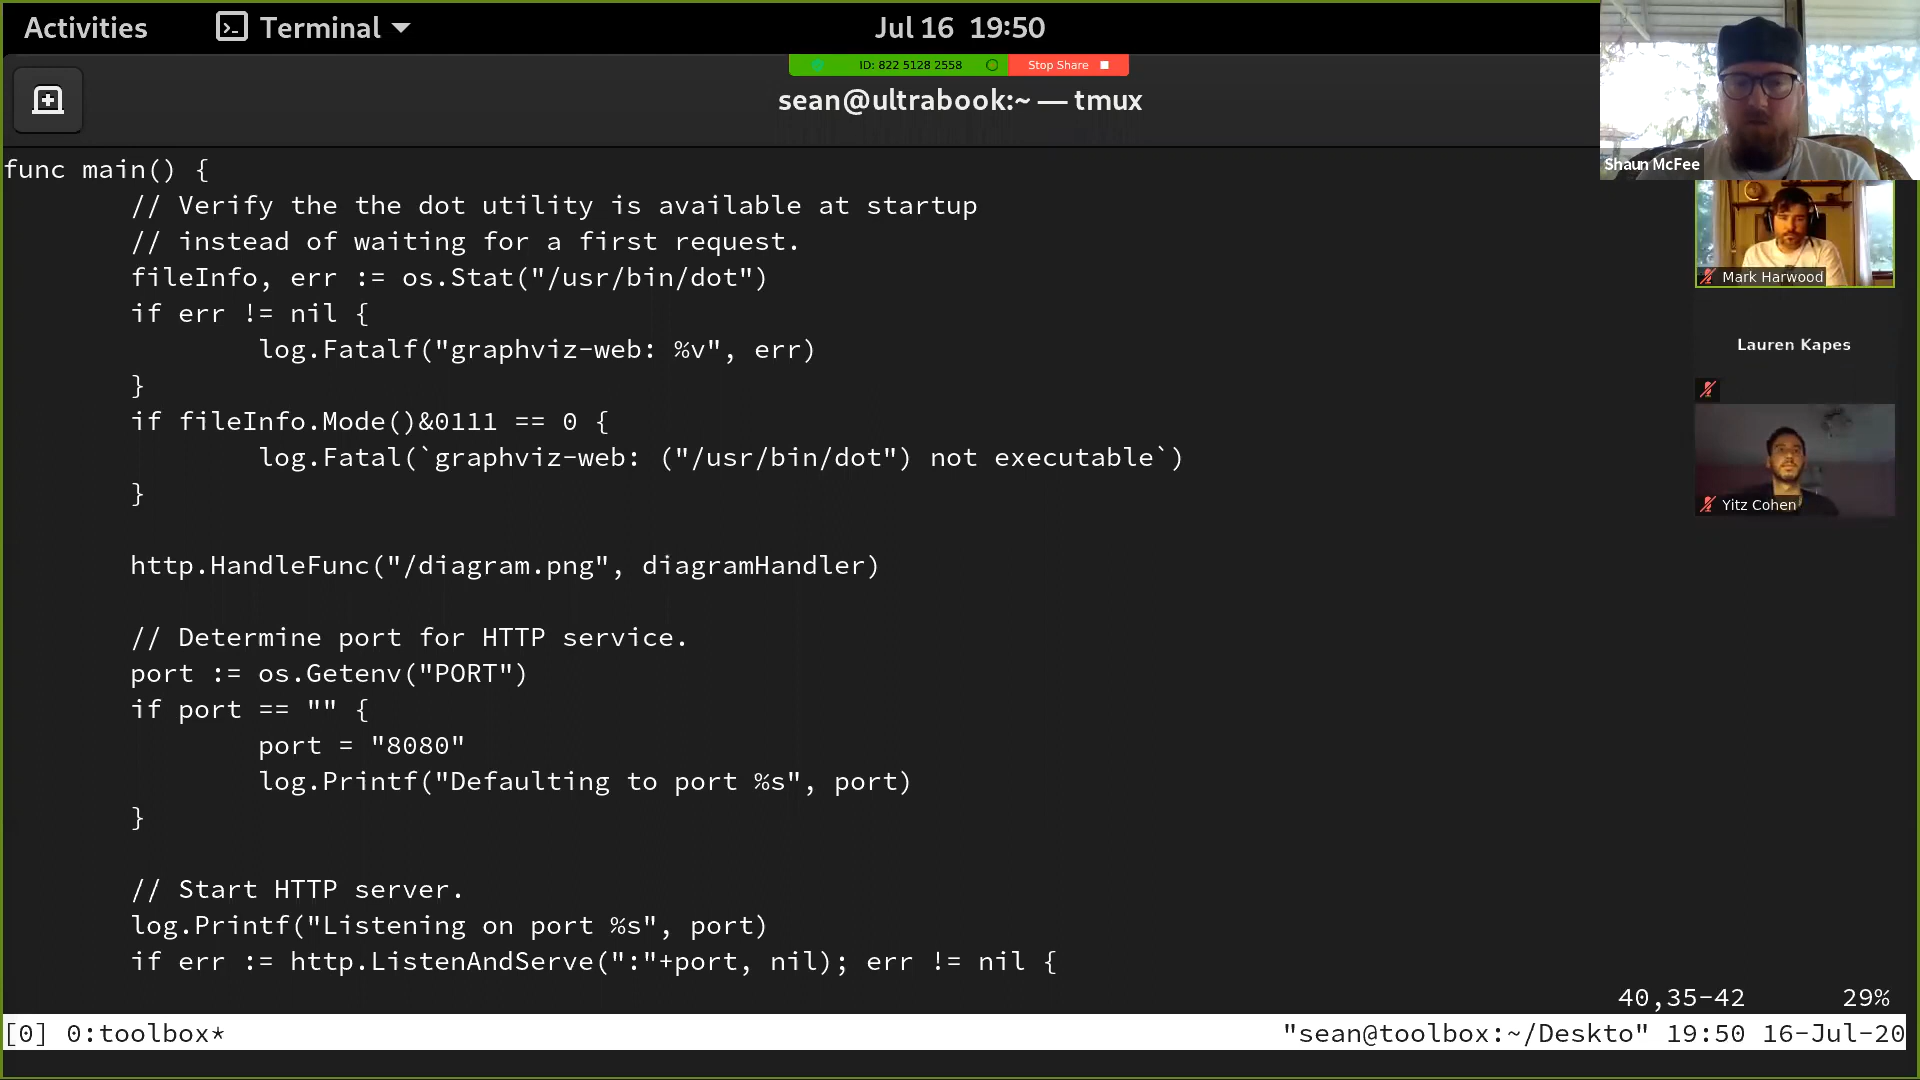 Activities
Terminal
Jul 16 19:50
ID: 822 5128 2558
Stop Share
sean@ultrabook:~ — tmux
func main() {
// Verify the the dot utility is available at startup
// instead of waiting for a first request.
fileInfo, err := os.Stat("/usr/bin/dot")
if err != nil {
log.Fatalf("graphviz-web: %v", err)
}
if fileInfo.Mode()&0111 == 0 {
log.Fatal(`graphviz-web: ("/usr/bin/dot") not executable`)
}
http.HandleFunc("/diagram.png", diagramHandler)
// Determine port for HTTP service.
port := os.Getenv("PORT")
if port == "" {
port = "8080"
log.Printf("Defaulting to port %s", port)
}
// Start HTTP server.
log.Printf("Listening on port %s", port)
if err := http.ListenAndServe(":"+port, nil); err != nil {
40,35-42 29%
[0] 0:toolbox* "sean@toolbox:~/Deskto" 19:50 16-Jul-20
Shaun McFee
Mark Harwood
Lauren Kapes
Yitz Cohen